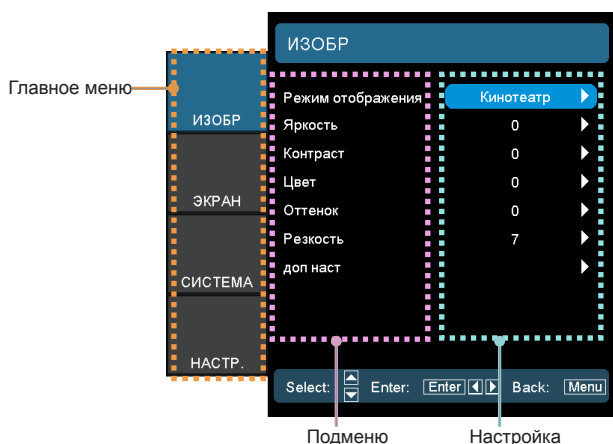 ИЗОБР
Главное меню
ИЗОБР
ЭКРАН
СИСТЕМА
НАСТР.
Режим отображения Кинотеатр
Яркость 0
Контраст 0
Цвет 0
Оттенок 0
Резкость 7
доп наст
Select: Enter: Enter Back: Menu
Подменю Настройка